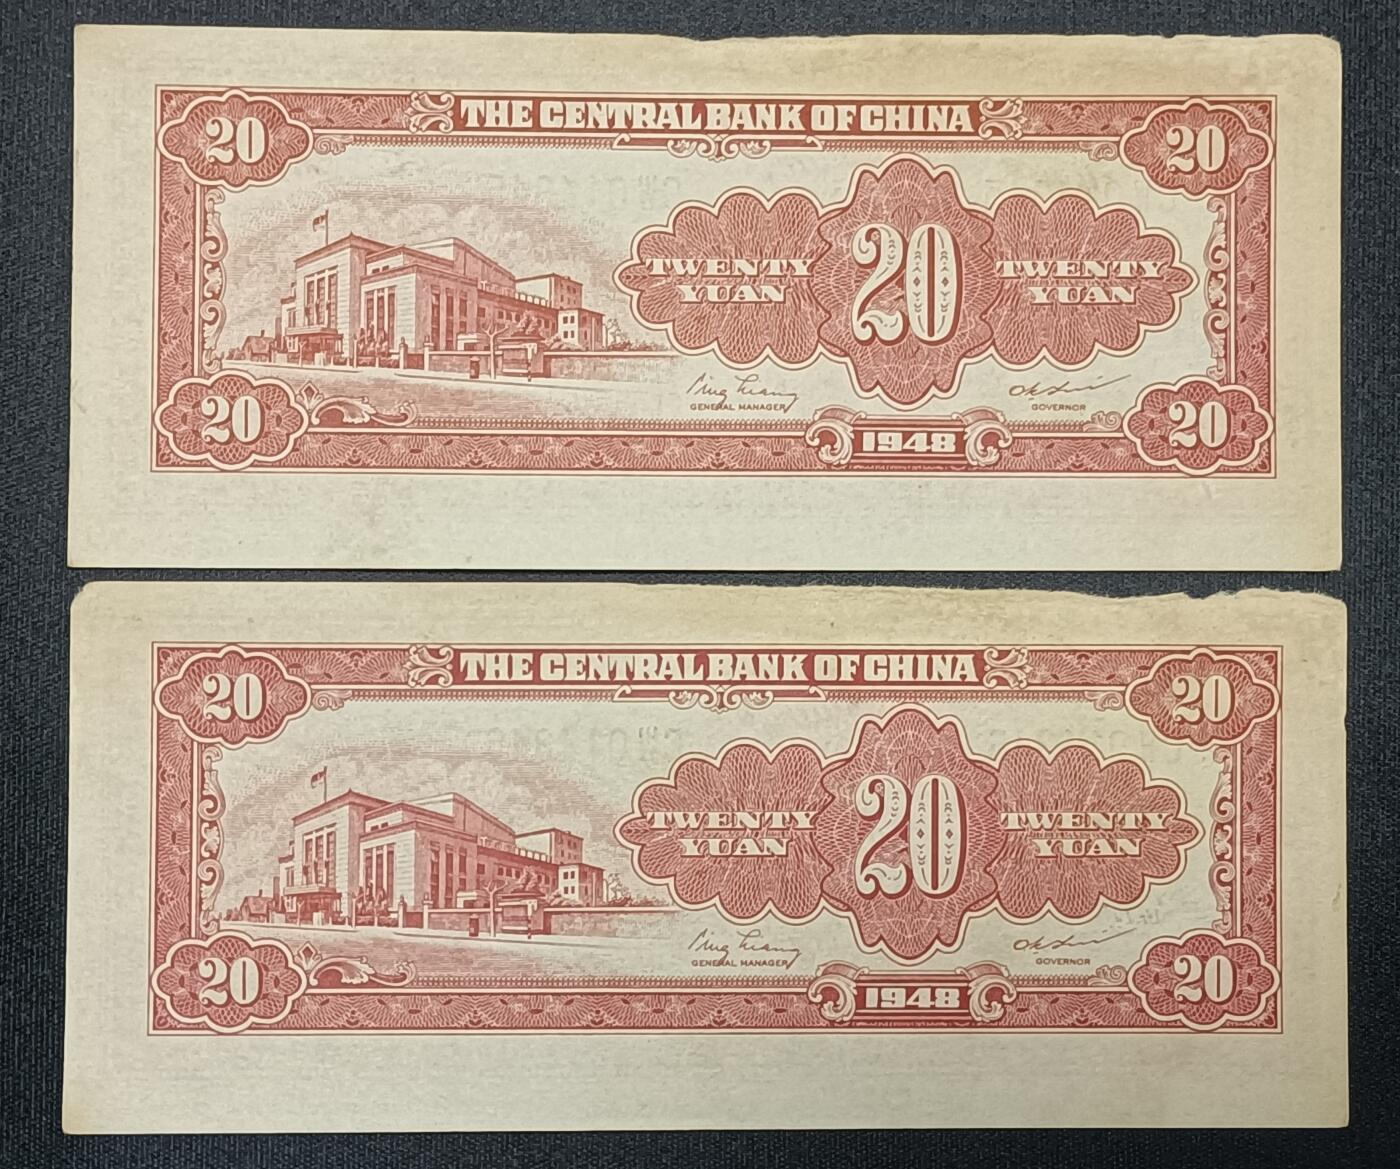 THE CENTRAL BANK OF CHINA
20
20
TWENTY YUAN
20
TWENTY YUAN
GENERAL MANAGER
GOVERNOR
20
1948
20
THE CENTRAL BANK OF CHINA
20
20
TWENTY YUAN
20
TWENTY YUAN
GENERAL MANAGER
GOVERNOR
20
1948
20